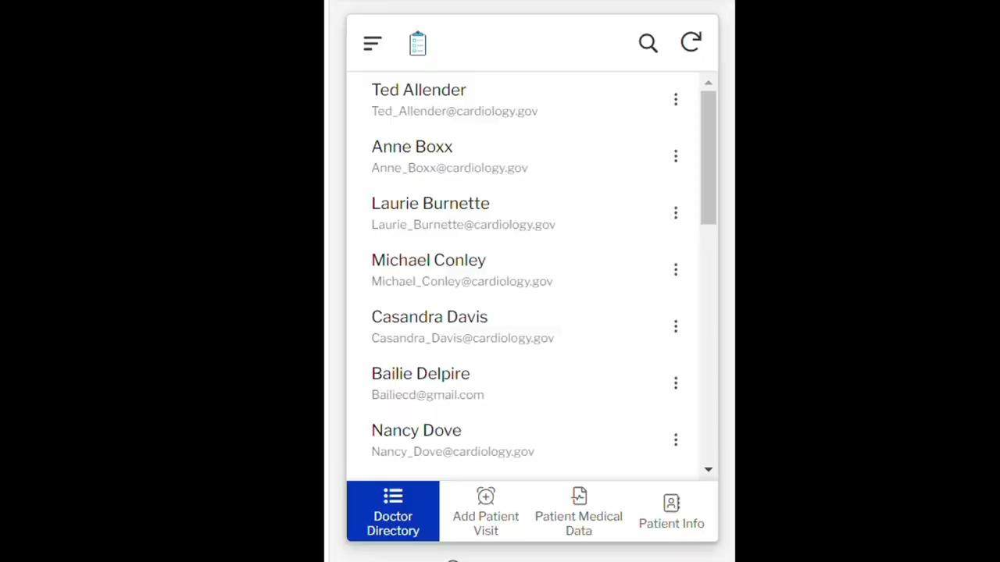 Ted Allender
Ted_Allender@cardiology.gov
Anne Boxx
Anne_Boxx@cardiology.gov
Laurie Burnette
Laurie_Burnette@cardiology.gov
Michael Conley
Michael_Conley@cardiology.gov
Casandra Davis
Casandra_Davis@cardiology.gov
Bailie Delpire
Bailiecd@gmail.com
Nancy Dove
Nancy_Dove@cardiology.gov
Doctor
Directory
Add Patient
Visit
Patient Medical
Data
Patient Info